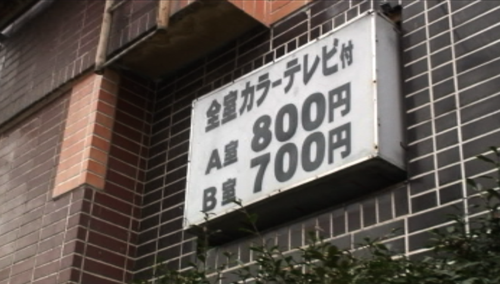 全室カラーテレビ付
A室 800円
B室 700円